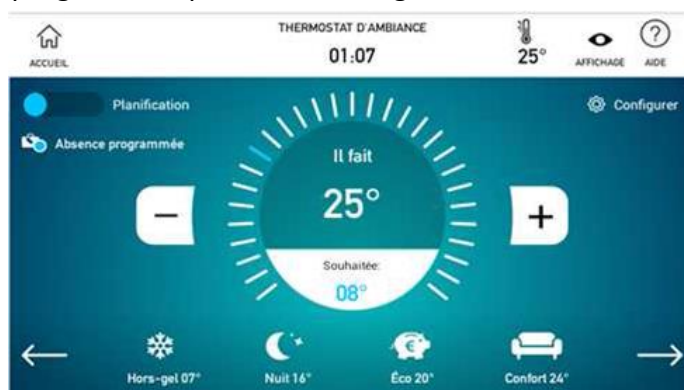 THERMOSTAT D'AMBIANCE
ACCUEIL
01:07
25°
AFFICHAGE
AIDE
Planification
Configurer
Absence programmée
Il fait
25°
Souhaitée:
08°
Hors-gel 07°
Nuit 16°
Éco 20°
Confort 24°